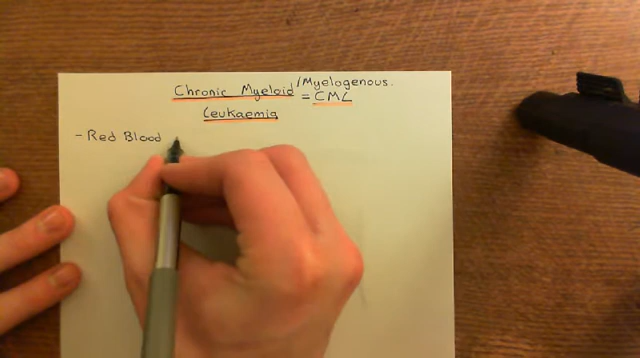 Chronic Myeloid / Myelogenous.
= CML
Leukaemia
- Red Blood